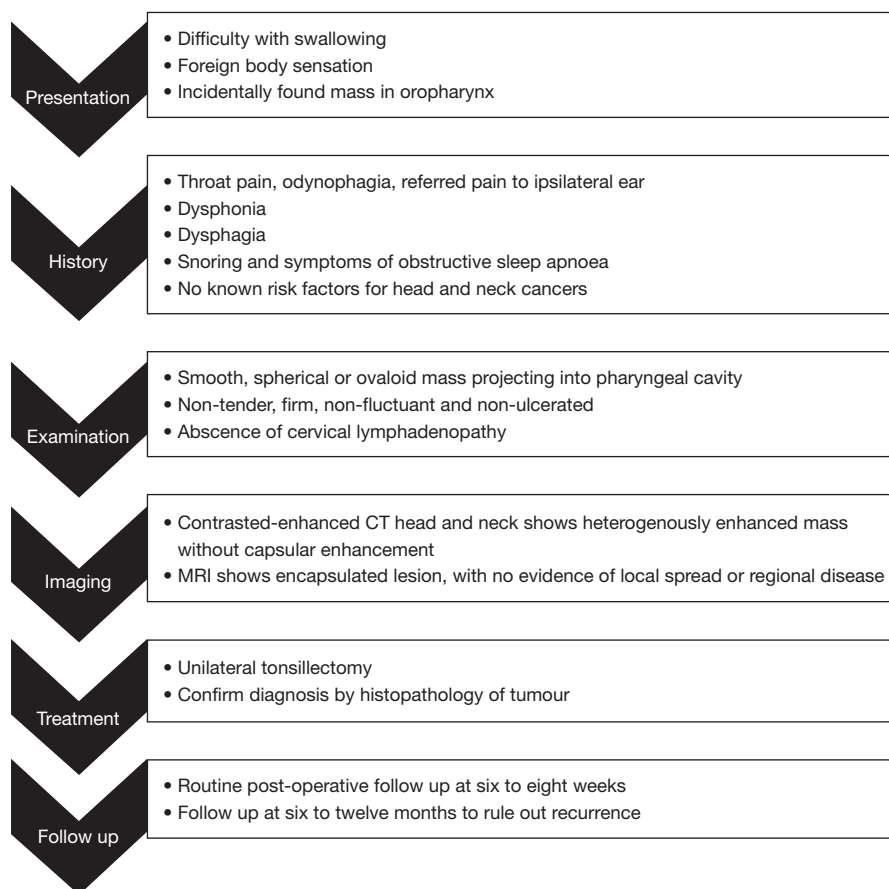 Presentation
• Difficulty with swallowing
• Foreign body sensation
• Incidentally found mass in oropharynx
History
• Throat pain, odynophagia, referred pain to ipsilateral ear
• Dysphonia
• Dysphagia
• Snoring and symptoms of obstructive sleep apnoea
• No known risk factors for head and neck cancers
Examination
• Smooth, spherical or ovaloid mass projecting into pharyngeal cavity
• Non-tender, firm, non-fluctuant and non-ulcerated
• Abscence of cervical lymphadenopathy
Imaging
• Contrasted-enhanced CT head and neck shows heterogenously enhanced mass
without capsular enhancement
• MRI shows encapsulated lesion, with no evidence of local spread or regional disease
Treatment
• Unilateral tonsillectomy
• Confirm diagnosis by histopathology of tumour
Follow up
• Routine post-operative follow up at six to eight weeks
• Follow up at six to twelve months to rule out recurrence